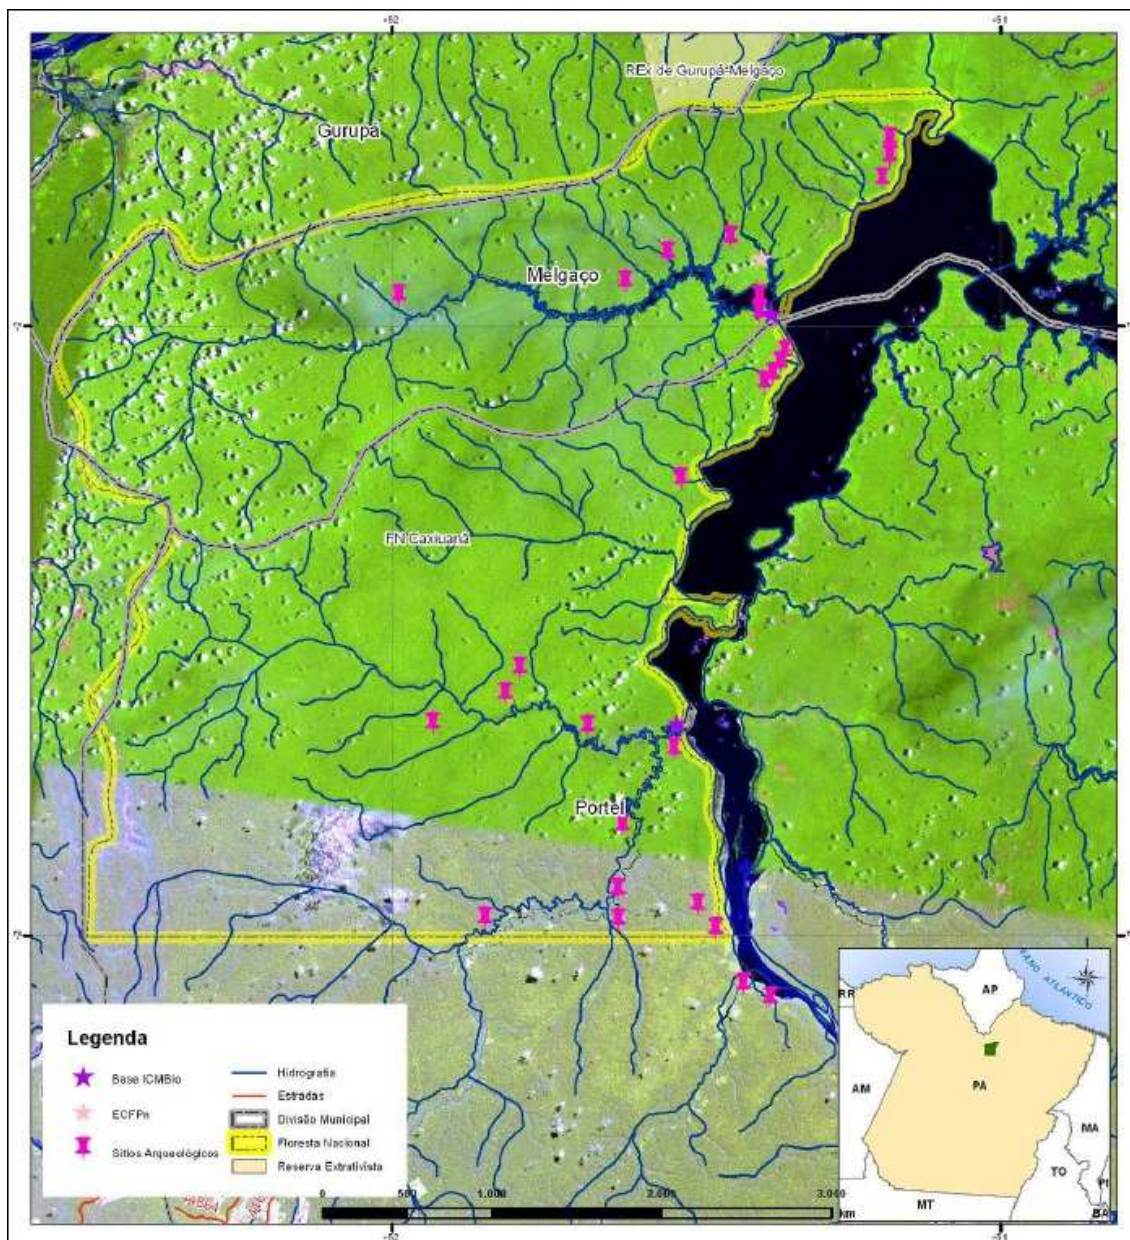 -52
-51
REx de Gurupá-Melgaço
Gurupá
Melgaço
FN Caxiuanã
Portel
Legenda
Base ICMBio
ECFPn
Sítios Arqueológicos
Hidrografia
Estradas
Divisão Municipal
Floresta Nacional
Reserva Extrativista
0
500
1.000
2.000
3.000
km
-52
-51
ATLÂNTICO
RR
AP
AM
PA
MA
TO
PI
MT
BA